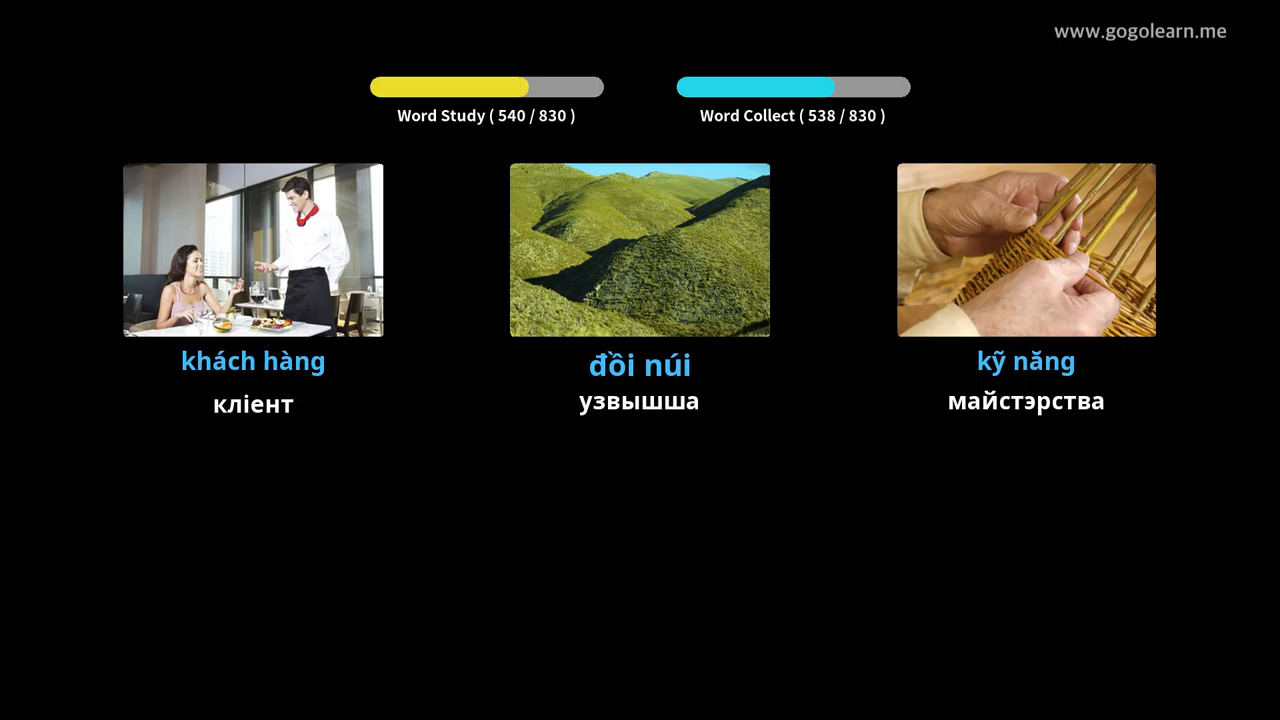 www.gogolearn.me
Word Study ( 540 / 830 )
Word Collect ( 538 / 830 )
khách hàng
кліент
đồi núi
узвышша
kỹ năng
майстэрства